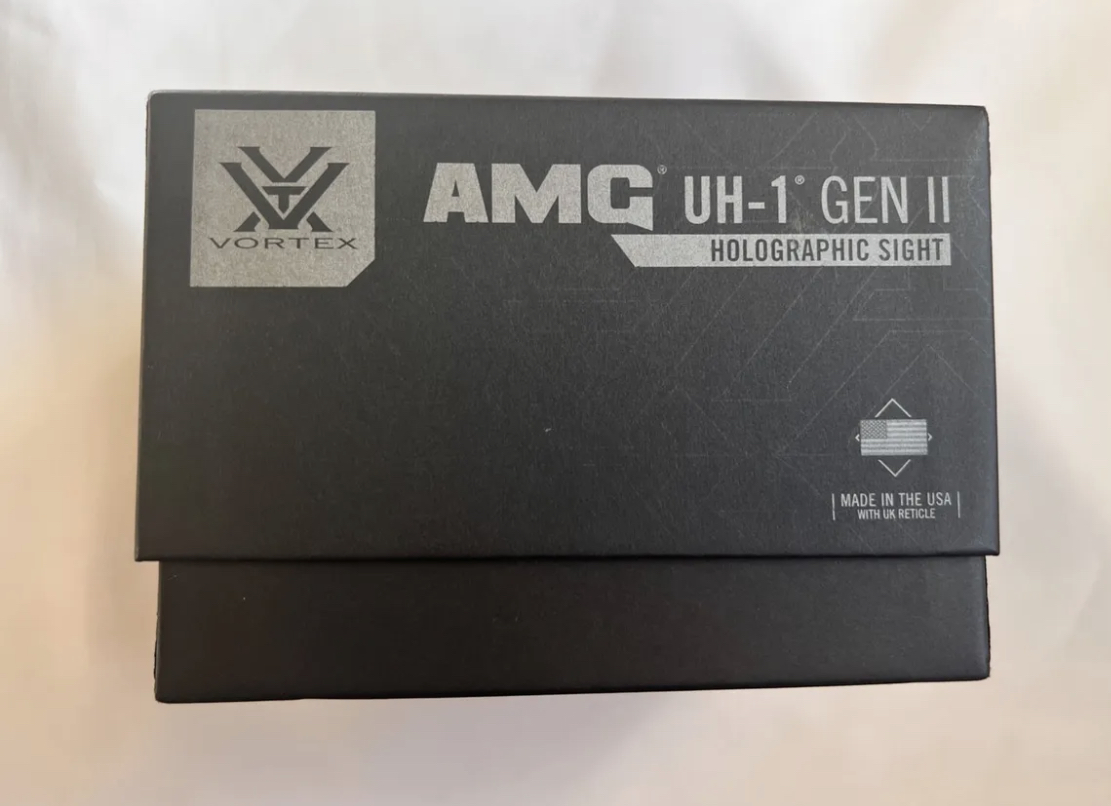 VORTEX
AMG® UH-1® GEN II
HOLOGRAPHIC SIGHT
MADE IN THE USA
WITH UK RETICLE